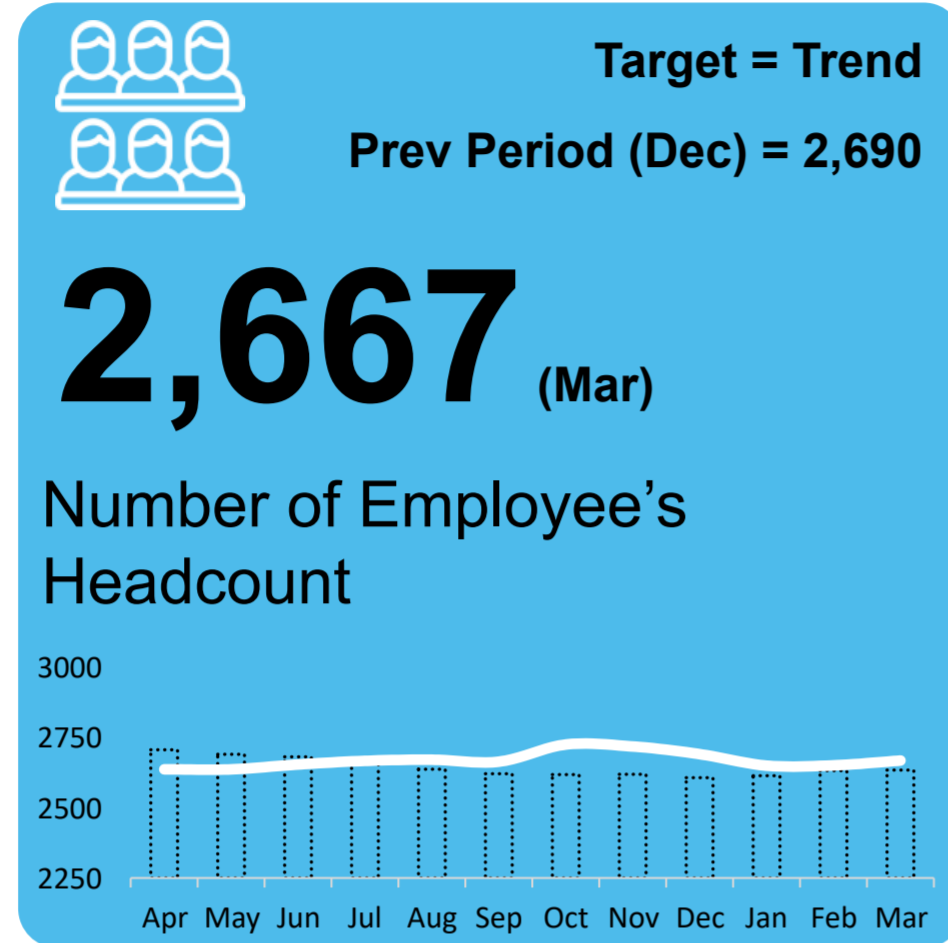 Target = Trend
Prev Period (Dec) = 2,690
2,667 (Mar)
Number of Employee’s
Headcount
3000
2750
2500
2250
Apr May Jun Jul Aug Sep Oct Nov Dec Jan Feb Mar